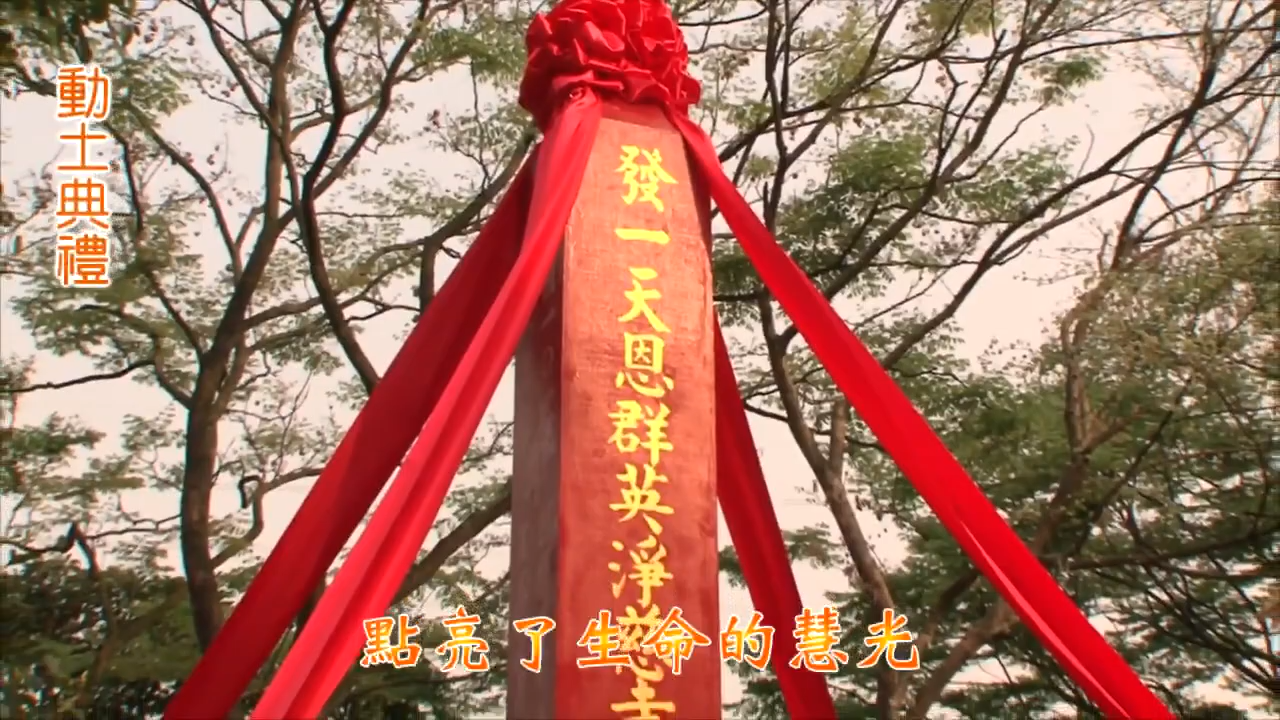 動土典禮
發一天恩群英淨慈
點亮了生命的慧光